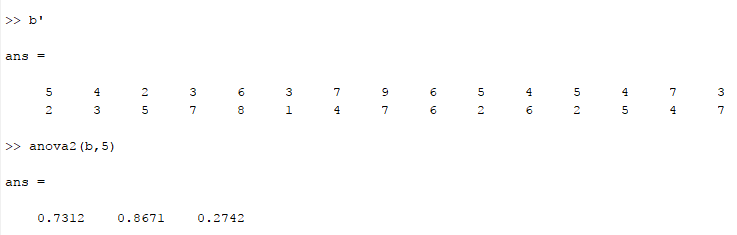 >> b'
ans =
5 4 2 3 6 3 7 9 6 5 4 5 4 7 3
2 3 5 7 8 1 4 7 6 2 6 2 5 4 7
>> anova2(b,5)
ans =
0.7312 0.8671 0.2742